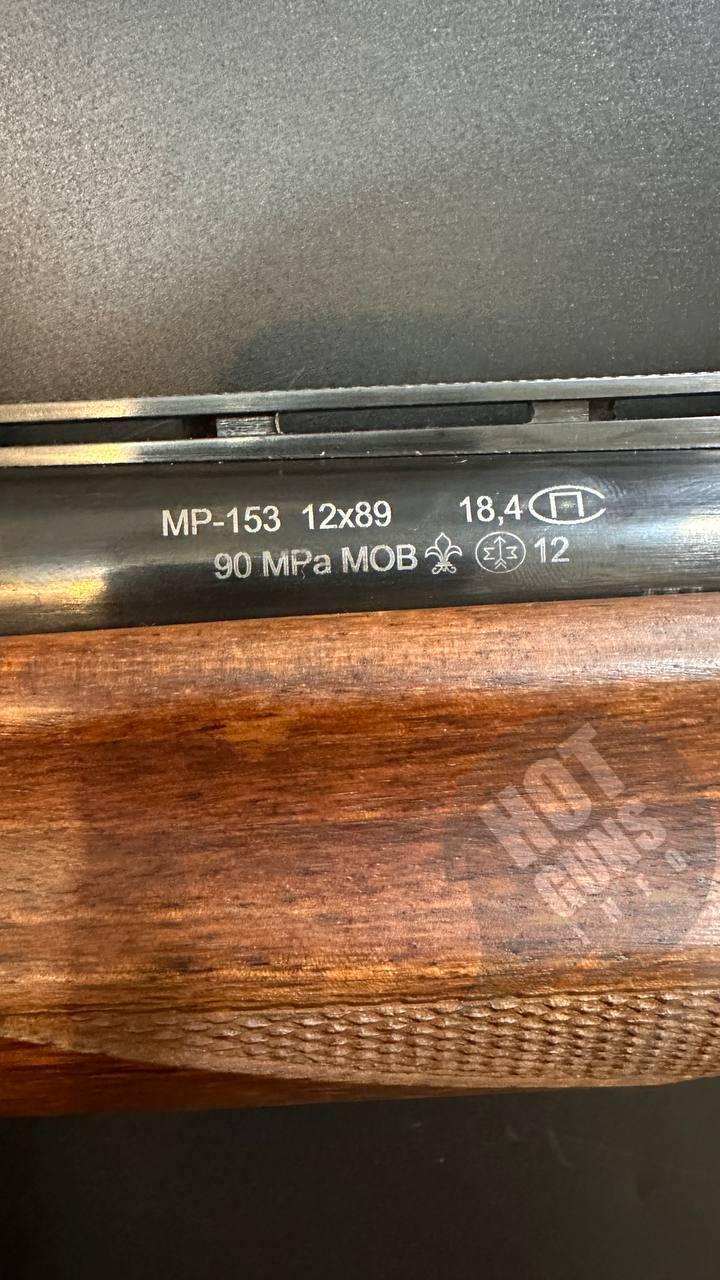 MP-153 12x89 18,4 П
90 MPa MOB 12
HOT
GUNS